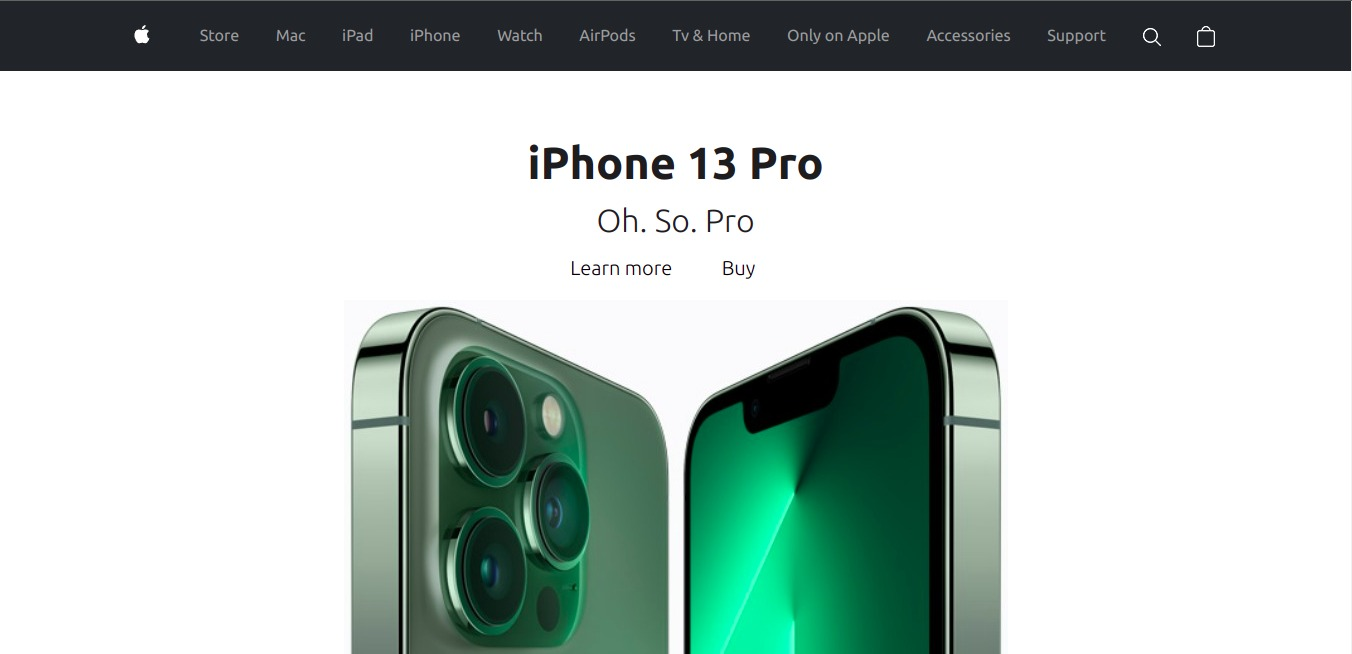 Store Mac iPad iPhone Watch AirPods Tv & Home Only on Apple Accessories Support
iPhone 13 Pro
Oh. So. Pro
Learn more Buy